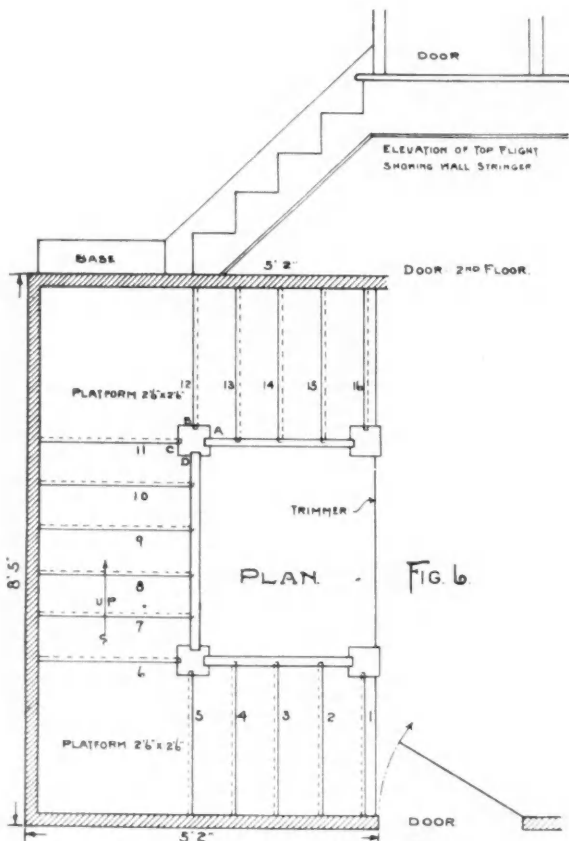 DOOR
ELEVATION OF TOP FLIGHT
SHOWING WALL STRINGER
BASE
5' 2"
DOOR 2ND FLOOR.
PLATFORM 2'6" X 2'6"
12 13 14 15 16
B A
C D
11
10
9
8
7
6
UP
S
TRIMMER
PLAN.
FIG. 6.
8' 5"
5 4 3 2 1
PLATFORM 2'6" X 2'6"
DOOR
5' 2"